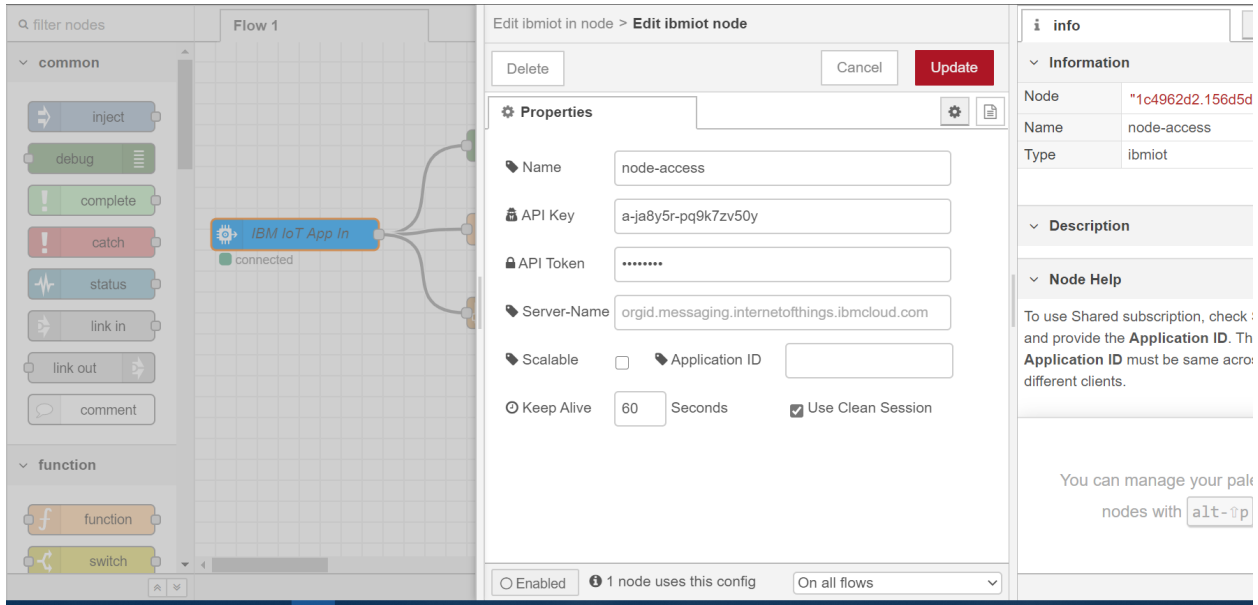 filter nodes
common
inject
debug
complete
catch
status
link in
link out
comment
function
function
switch
Flow 1
IBM IoT App In
connected
Edit ibmiot in node > Edit ibmiot node
Delete
Cancel
Update
Properties
Name
node-access
API Key
a-ja8y5r-pq9k7zv50y
API Token
••••••••
Server-Name
orgid.messaging.internetofthings.ibmcloud.com
Scalable
Application ID
Keep Alive
60
Seconds
Use Clean Session
Enabled
1 node uses this config
On all flows
i info
Information
Node
"1c4962d2.156d5d
Name
node-access
Type
ibmiot
Description
Node Help
To use Shared subscription, check
and provide the Application ID. Th
Application ID must be same acro
different clients.
You can manage your pale
nodes with alt-⇧p